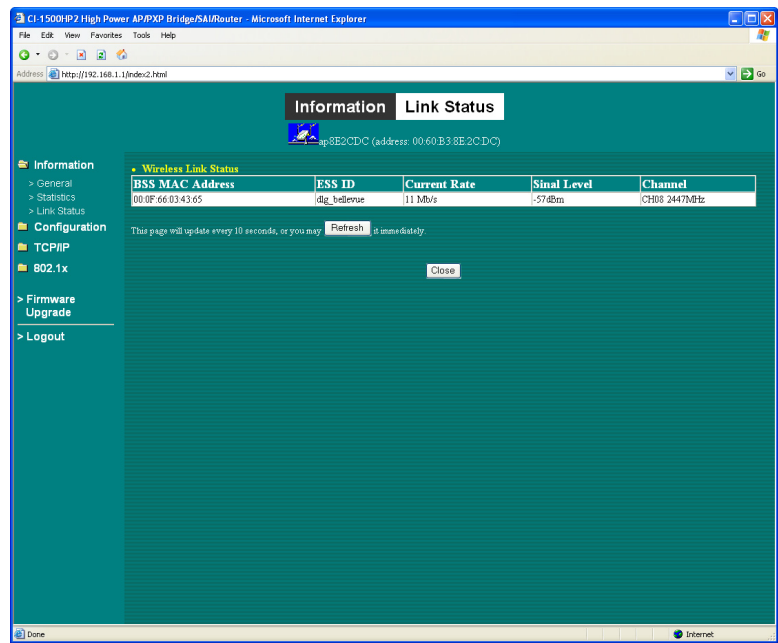 CI-1500HP2 High Power AP/PXP Bridge/SAI/Router - Microsoft Internet Explorer
File Edit View Favorites Tools Help
Address http://192.168.1.1/index2.html Go
Information Link Status
ap8E2CDC (address: 00:60:B3:8E:2C:DC)
Information
> General
> Statistics
> Link Status
Configuration
TCP/IP
802.1x
> Firmware
Upgrade
> Logout
• Wireless Link Status
BSS MAC Address ESS ID Current Rate Sinal Level Channel
00:0F:66:03:43:65 dlg_bellevue 11 Mb/s -57dBm CH08 2447MHz
This page will update every 10 seconds, or you may Refresh it immediately.
Close
Done Internet